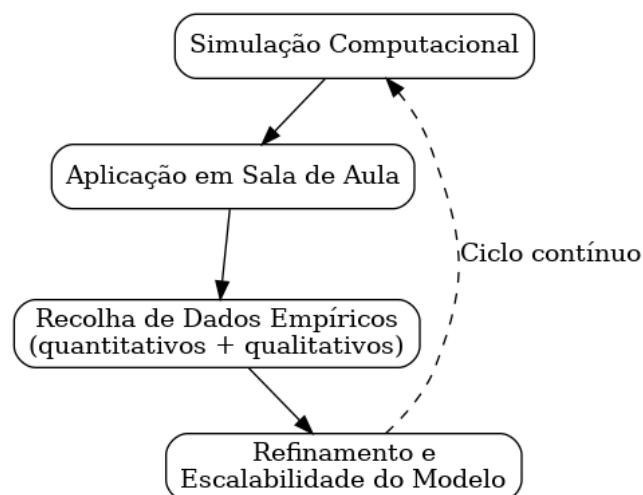 Simulação Computacional
Aplicação em Sala de Aula
Ciclo contínuo
Recolha de Dados Empíricos
(quantitativos + qualitativos)
Refinamento e
Escalabilidade do Modelo